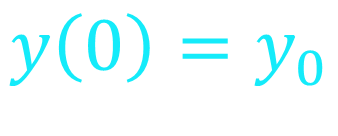 y(0) = y₀